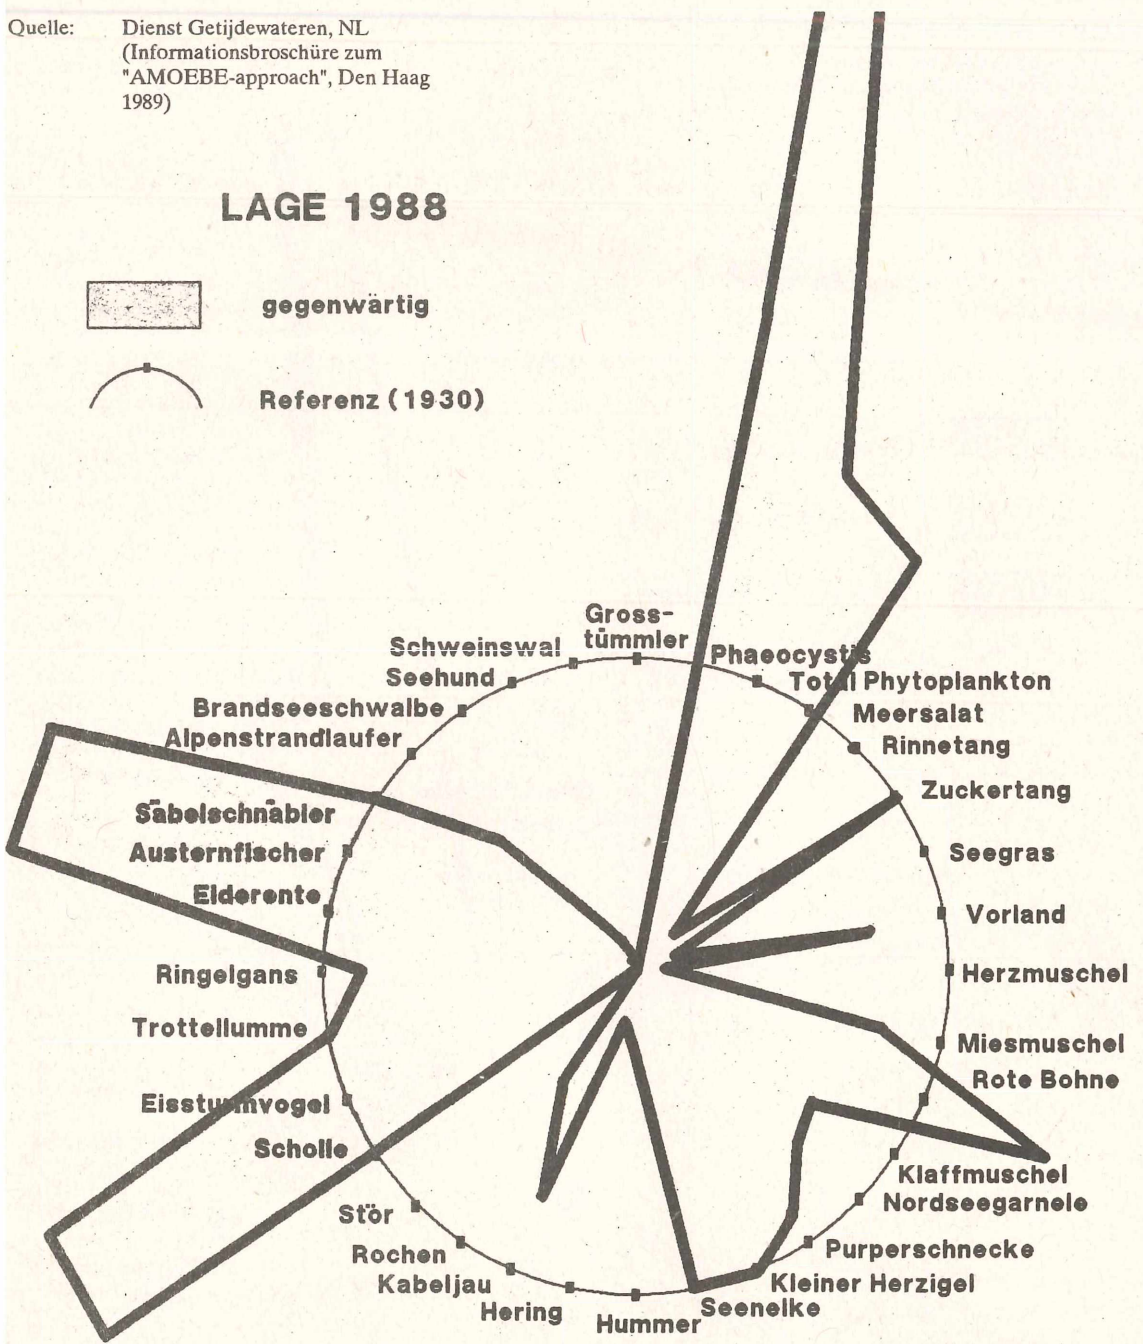 Quelle: Dienst Getijdewateren, NL
(Informationsbroschüre zum
"AMOEBE-approach", Den Haag
1989)
LAGE 1988
gegenwärtig
Referenz (1930)
Gross-
tümmler
Schweinswal
Seehund
Brandseeschwalbe
Alpenstrandlaufer
Säbelschnäbler
Austernfischer
Eiderente
Ringelgans
Trottellumme
Eissturmvogel
Scholle
Stör
Rochen
Kabeljau
Hering
Hummer
Seenelke
Kleiner Herzigel
Purperschnecke
Nordseegarnele
Klaffmuschel
Rote Bohne
Miesmuschel
Herzmuschel
Vorland
Seegras
Zuckertang
Rinnetang
Meersalat
Total Phytoplankton
Phaeocystis